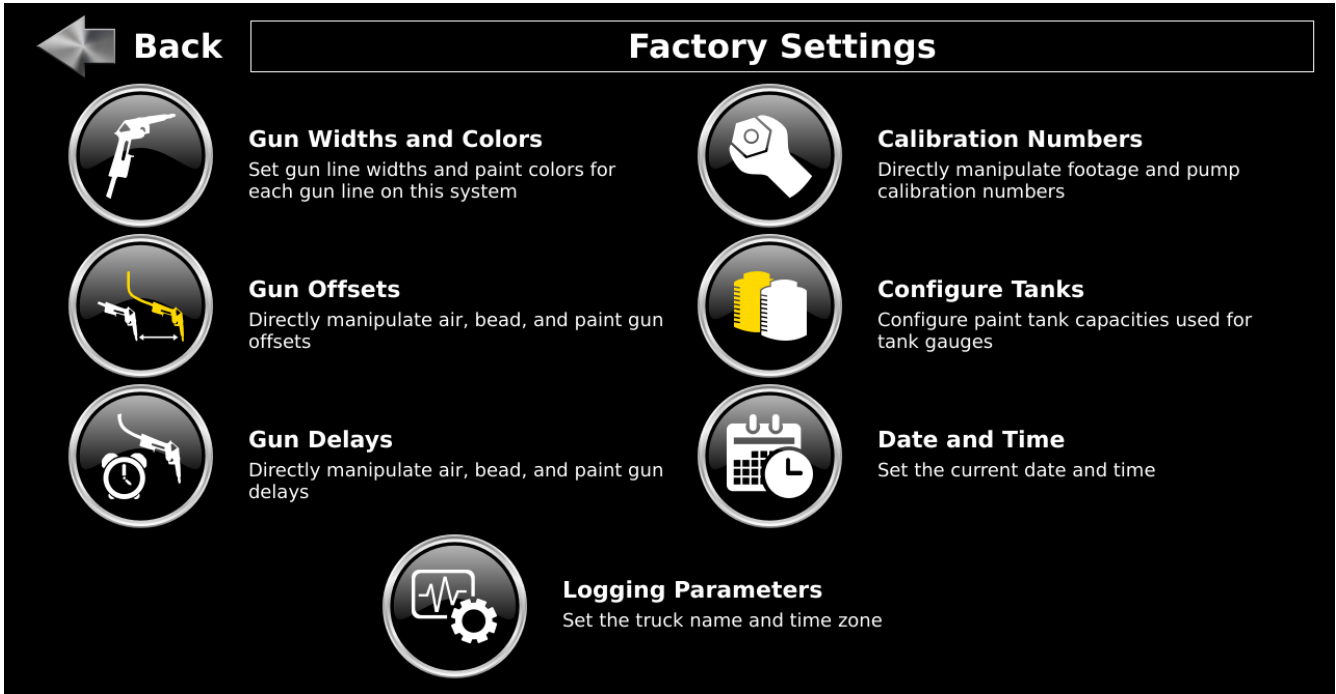 Back
Factory Settings
Gun Widths and Colors
Set gun line widths and paint colors for
each gun line on this system
Calibration Numbers
Directly manipulate footage and pump
calibration numbers
Gun Offsets
Directly manipulate air, bead, and paint gun
offsets
Configure Tanks
Configure paint tank capacities used for
tank gauges
Gun Delays
Directly manipulate air, bead, and paint gun
delays
Date and Time
Set the current date and time
Logging Parameters
Set the truck name and time zone